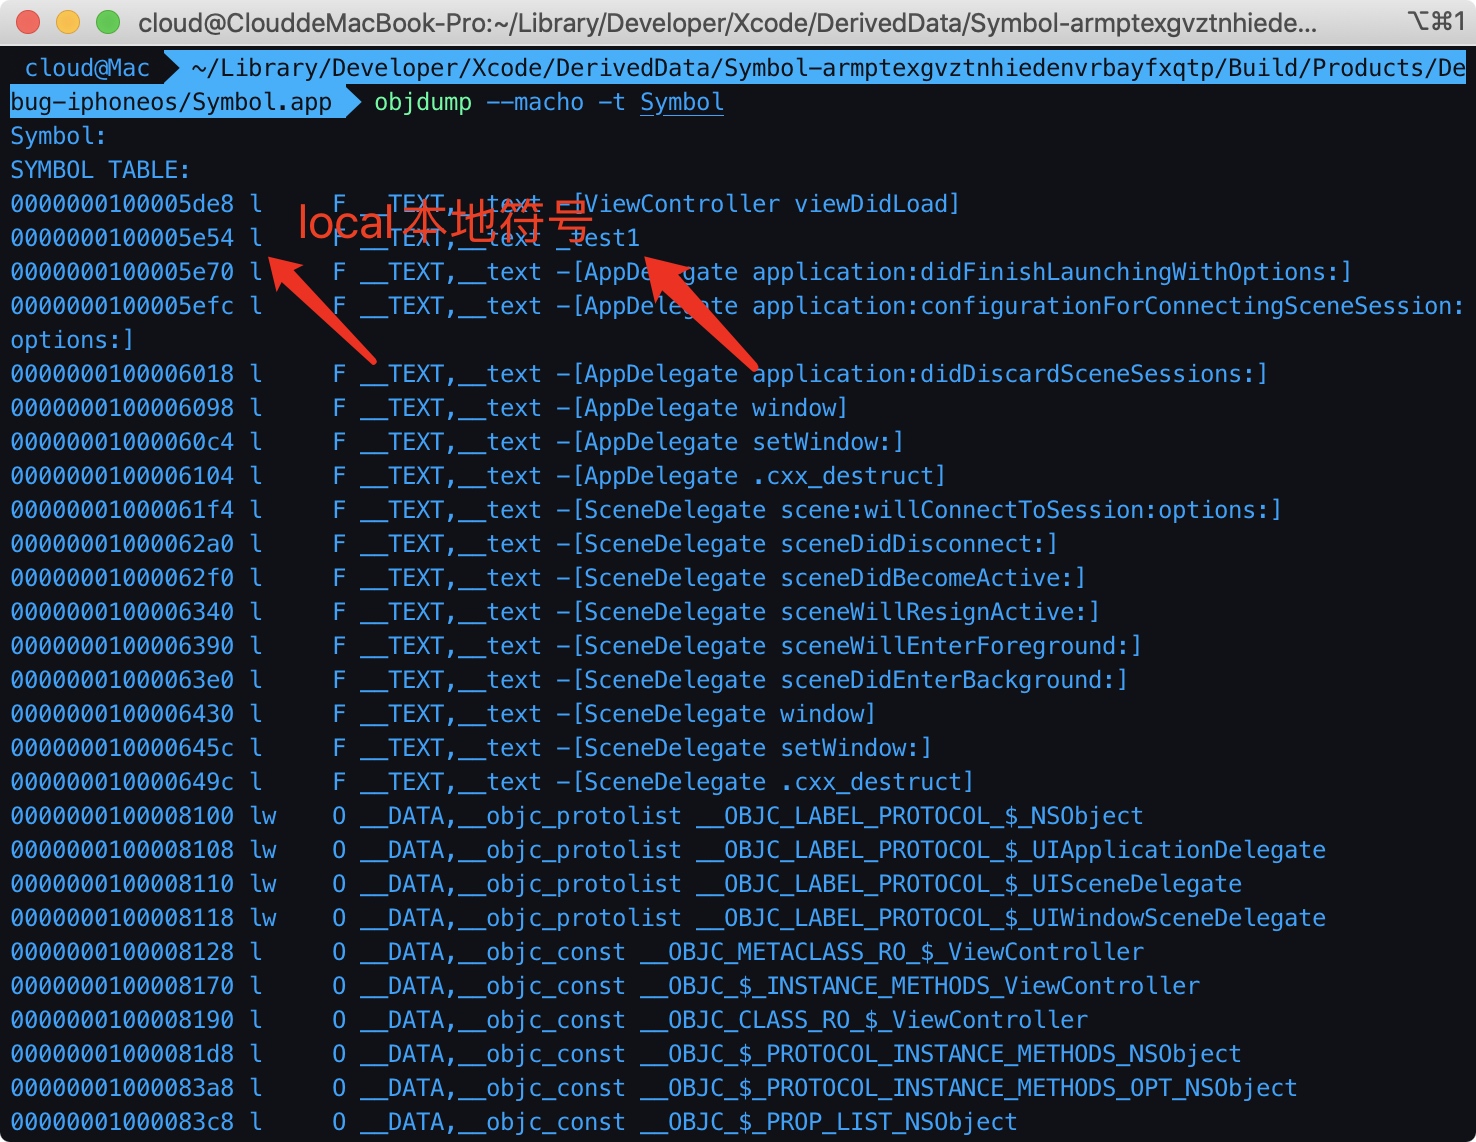 cloud@ClouddeMacBook-Pro:~/Library/Developer/Xcode/DerivedData/Symbol-armptexgvztnhiede... ⌥⌘1
cloud@Mac ~/Library/Developer/Xcode/DerivedData/Symbol-armptexgvztnhiedenvrbayfxqtp/Build/Products/De
bug-iphoneos/Symbol.app objdump --macho -t Symbol
Symbol:
SYMBOL TABLE:
0000000100005de8 l F __TEXT,__text -[ViewController viewDidLoad]
local 本地符号
0000000100005e54 l F __TEXT,__text _test1
0000000100005e70 l F __TEXT,__text -[AppDelegate application:didFinishLaunchingWithOptions:]
0000000100005efc l F __TEXT,__text -[AppDelegate application:configurationForConnectingSceneSession:
options:]
0000000100006018 l F __TEXT,__text -[AppDelegate application:didDiscardSceneSessions:]
0000000100006098 l F __TEXT,__text -[AppDelegate window]
00000001000060c4 l F __TEXT,__text -[AppDelegate setWindow:]
0000000100006104 l F __TEXT,__text -[AppDelegate .cxx_destruct]
00000001000061f4 l F __TEXT,__text -[SceneDelegate scene:willConnectToSession:options:]
00000001000062a0 l F __TEXT,__text -[SceneDelegate sceneDidDisconnect:]
00000001000062f0 l F __TEXT,__text -[SceneDelegate sceneDidBecomeActive:]
0000000100006340 l F __TEXT,__text -[SceneDelegate sceneWillResignActive:]
0000000100006390 l F __TEXT,__text -[SceneDelegate sceneWillEnterForeground:]
00000001000063e0 l F __TEXT,__text -[SceneDelegate sceneDidEnterBackground:]
0000000100006430 l F __TEXT,__text -[SceneDelegate window]
000000010000645c l F __TEXT,__text -[SceneDelegate setWindow:]
000000010000649c l F __TEXT,__text -[SceneDelegate .cxx_destruct]
0000000100008100 lw O __DATA,__objc_protolist __OBJC_LABEL_PROTOCOL_$_NSObject
0000000100008108 lw O __DATA,__objc_protolist __OBJC_LABEL_PROTOCOL_$_UIApplicationDelegate
0000000100008110 lw O __DATA,__objc_protolist __OBJC_LABEL_PROTOCOL_$_UISceneDelegate
0000000100008118 lw O __DATA,__objc_protolist __OBJC_LABEL_PROTOCOL_$_UIWindowSceneDelegate
0000000100008128 l O __DATA,__objc_const __OBJC_METACLASS_RO_$_ViewController
0000000100008170 l O __DATA,__objc_const __OBJC_$_INSTANCE_METHODS_ViewController
0000000100008190 l O __DATA,__objc_const __OBJC_CLASS_RO_$_ViewController
00000001000081d8 l O __DATA,__objc_const __OBJC_$_PROTOCOL_INSTANCE_METHODS_NSObject
00000001000083a8 l O __DATA,__objc_const __OBJC_$_PROTOCOL_INSTANCE_METHODS_OPT_NSObject
00000001000083c8 l O __DATA,__objc_const __OBJC_$_PROP_LIST_NSObject